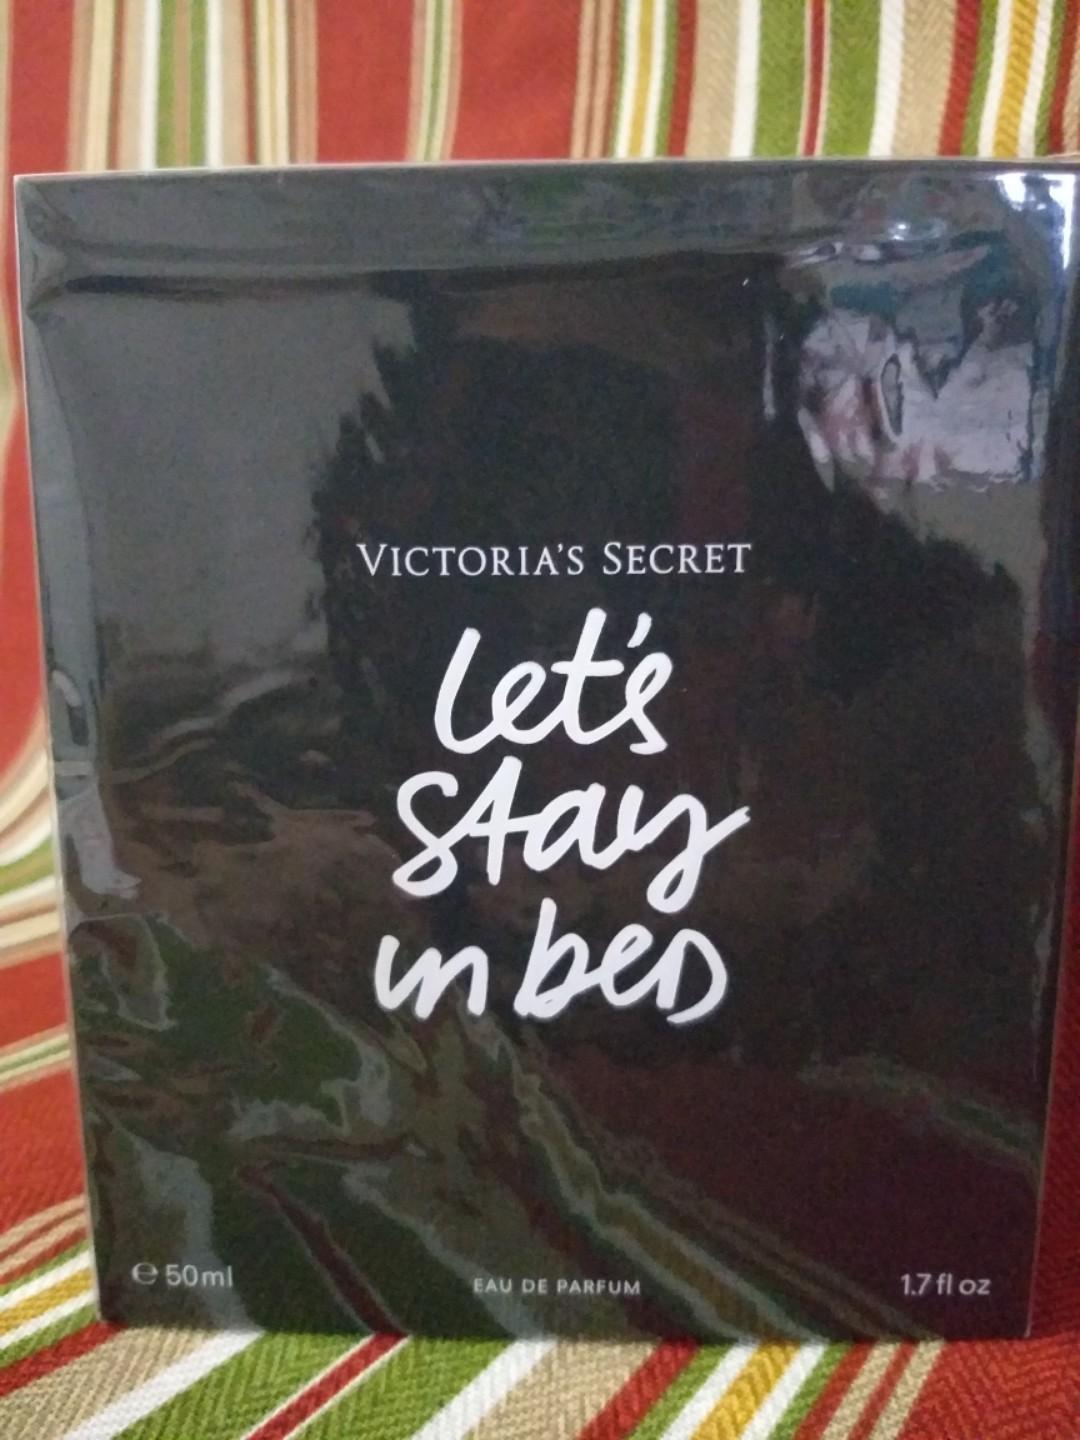 VICTORIA'S SECRET
let's
stay
in bed
℮ 50ml EAU DE PARFUM 1.7 fl oz